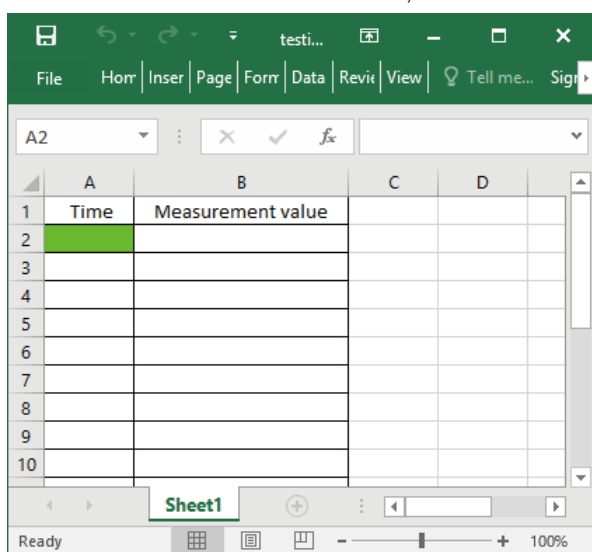 testi...
File Hom Inser Page Form Data Revie View Tell me... Sign
A2 fx
A B C D
1 Time Measurement value
2
3
4
5
6
7
8
9
10
Sheet1
Ready 100%